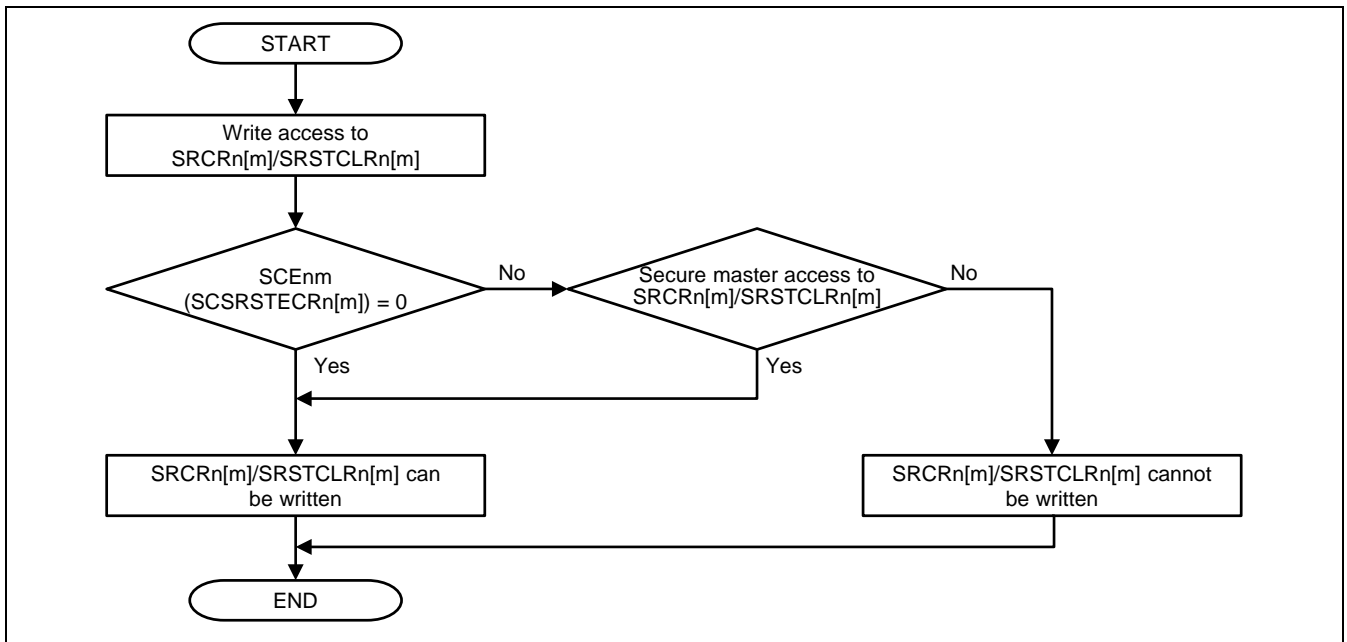 START
Write access to
SRCRn[m]/SRSTCLRn[m]
SCEnm
(SCSRSTECRn[m]) = 0
No
Secure master access to
SRCRn[m]/SRSTCLRn[m]
No
Yes
Yes
SRCRn[m]/SRSTCLRn[m] can
be written
SRCRn[m]/SRSTCLRn[m] cannot
be written
END